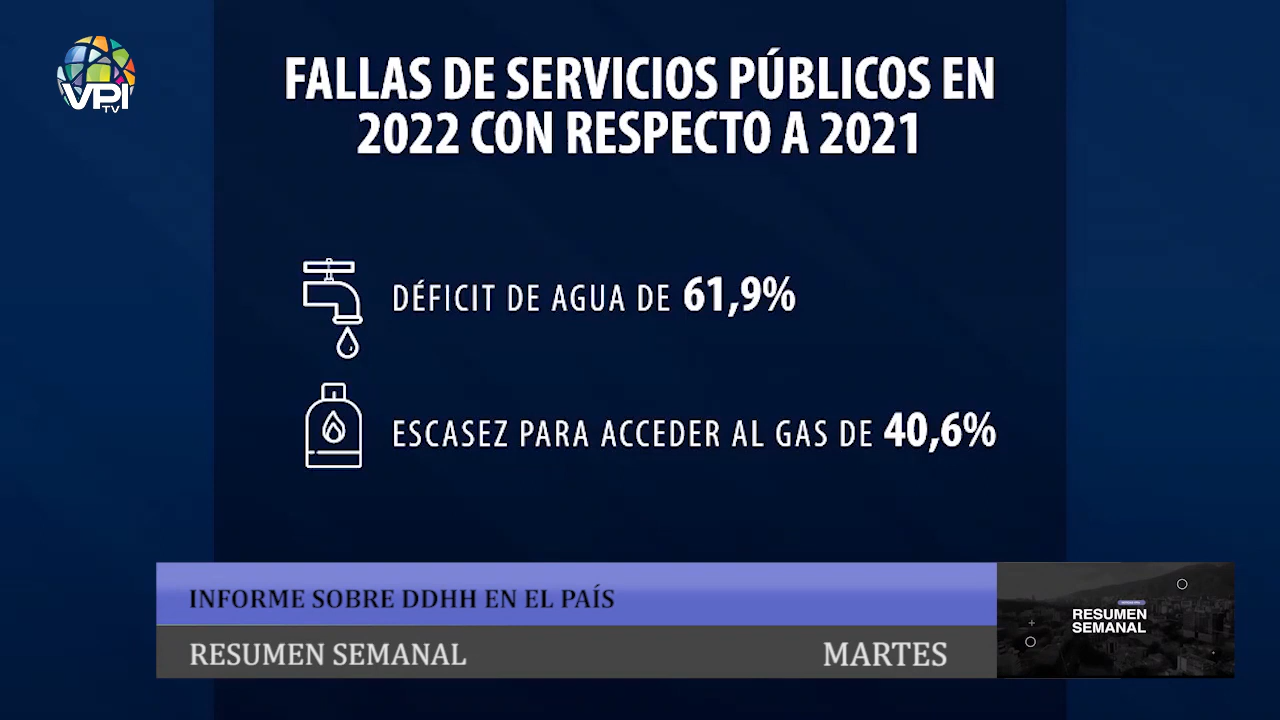 VPI
TV
FALLAS DE SERVICIOS PÚBLICOS EN
2022 CON RESPECTO A 2021
DÉFICIT DE AGUA DE 61,9%
ESCASEZ PARA ACCEDER AL GAS DE 40,6%
INFORME SOBRE DDHH EN EL PAÍS
RESUMEN SEMANAL
MARTES
RESUMEN
SEMANAL